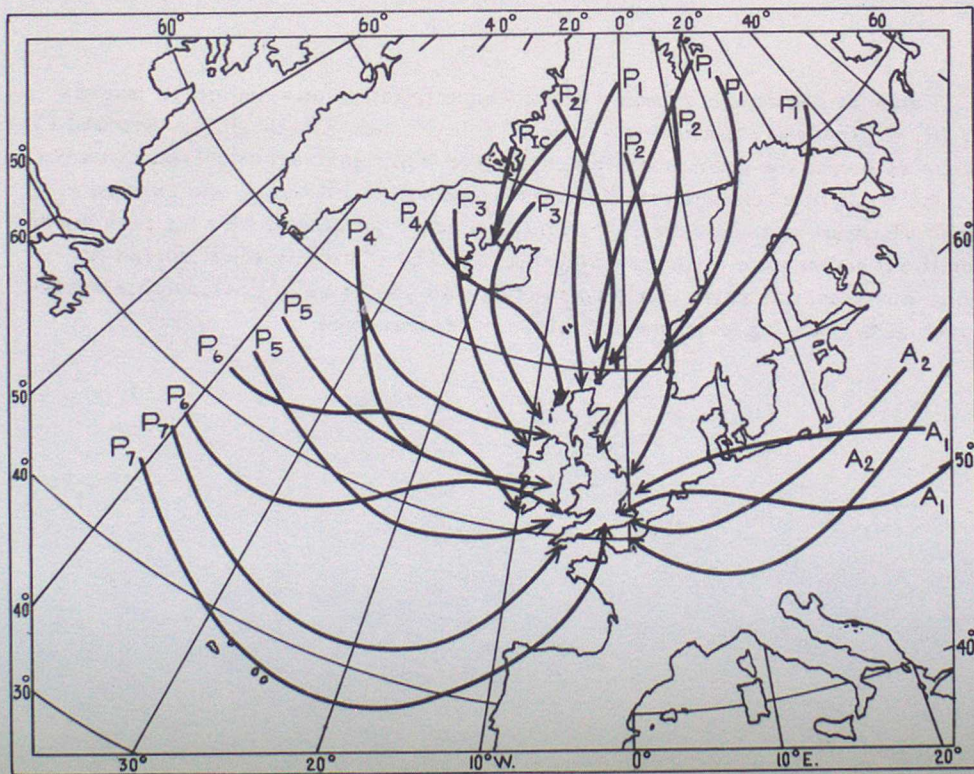 60° 60° 40° 20° 0° 20° 40° 60
P₂ P₁ P₁ P₁ P₁
P₁c P₂ P₂
50°
60° P₄ P₄ P₃ P₃ 60°
P₅
P₆ P₅ A₂
50° P₆
P₇ A₁
P₇ A₂ 50°
40° A₁
40° 40
30°
30° 20° 10°W. 0° 10°E. 20°